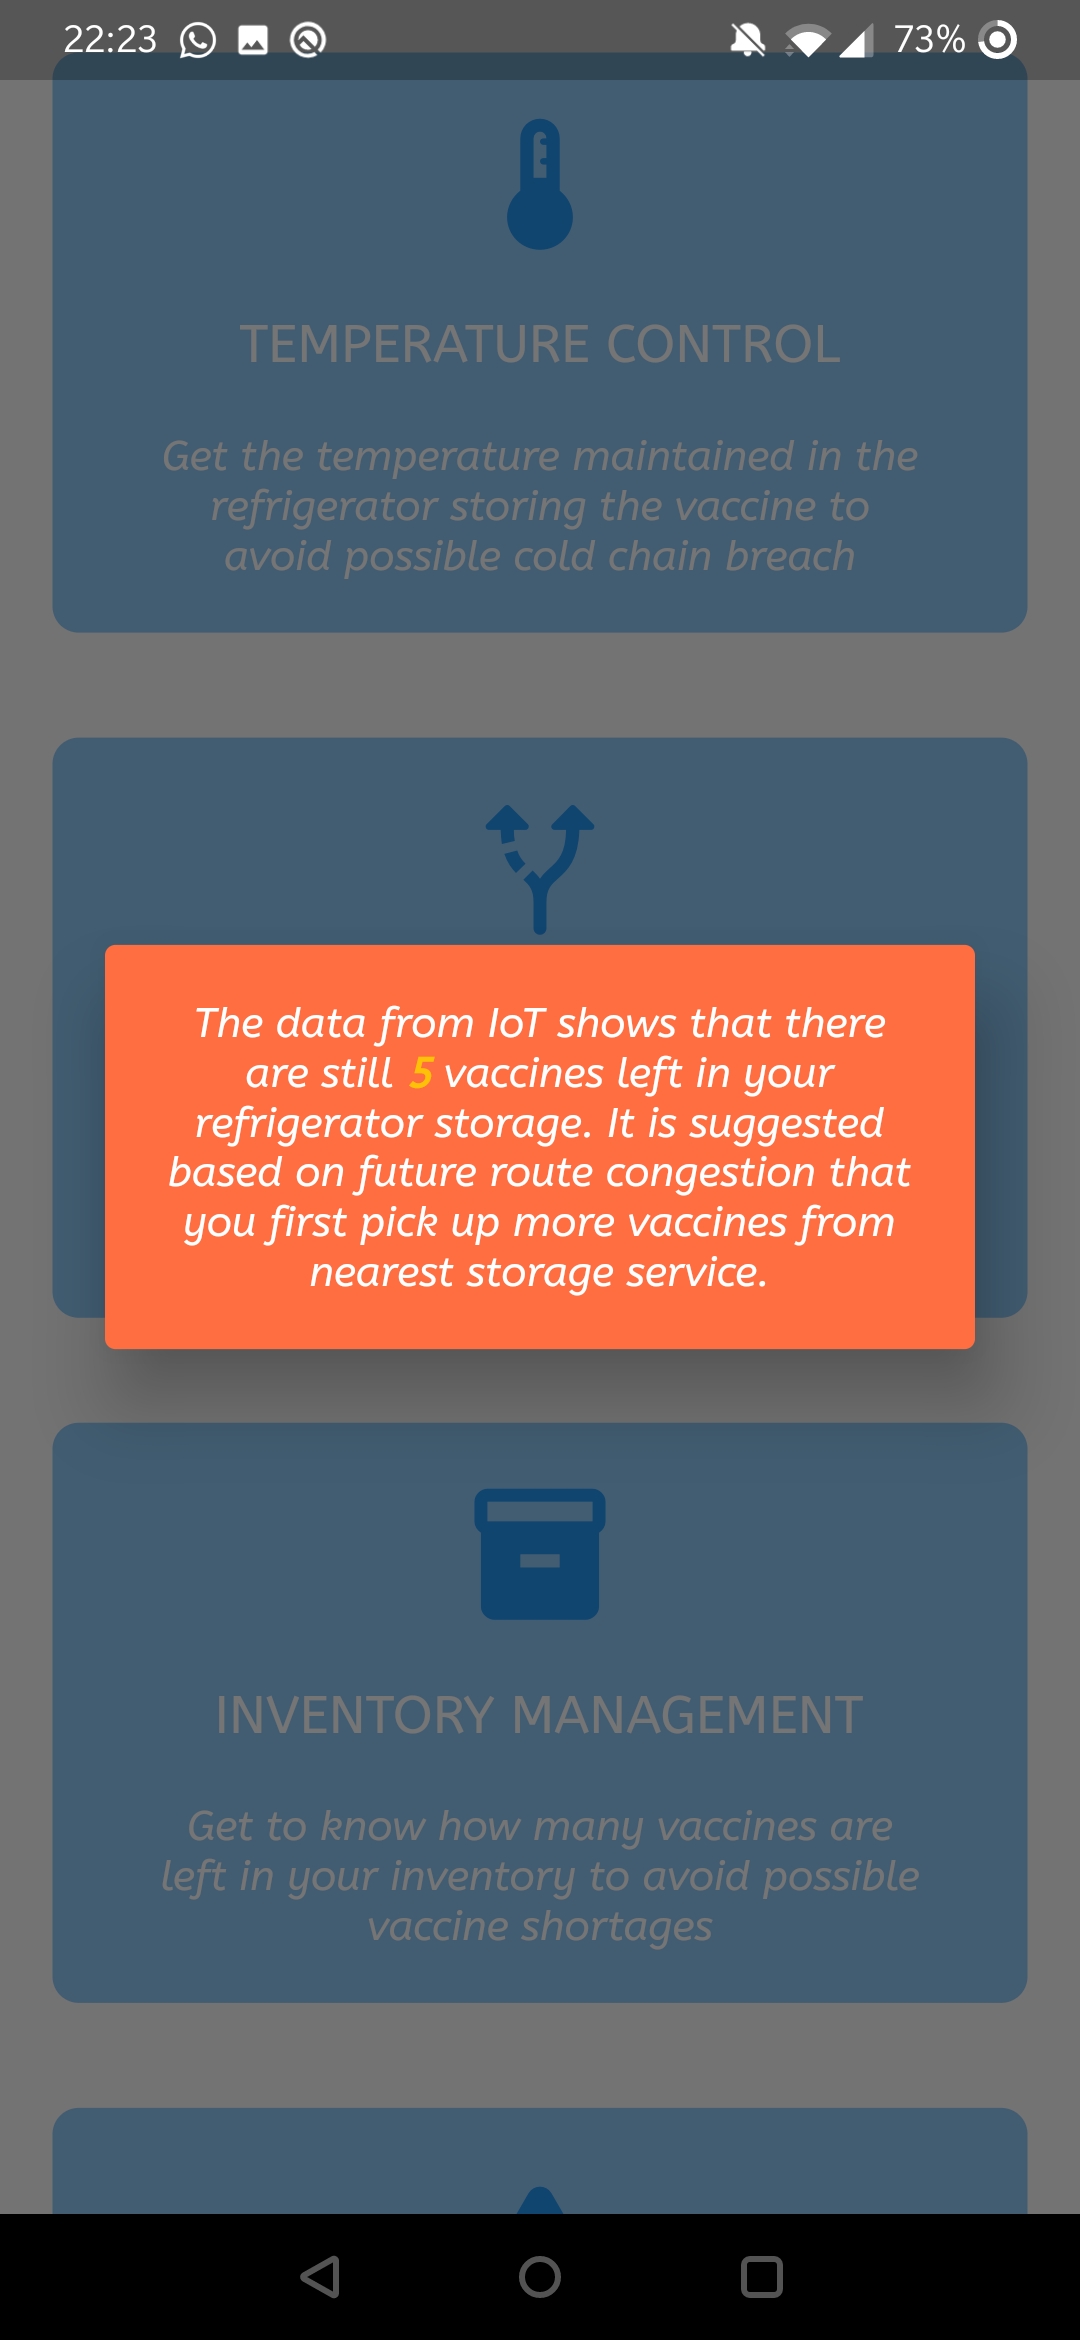 22:23
73%
TEMPERATURE CONTROL
Get the temperature maintained in the
refrigerator storing the vaccine to
avoid possible cold chain breach
The data from IoT shows that there
are still 5 vaccines left in your
refrigerator storage. It is suggested
based on future route congestion that
you first pick up more vaccines from
nearest storage service.
INVENTORY MANAGEMENT
Get to know how many vaccines are
left in your inventory to avoid possible
vaccine shortages